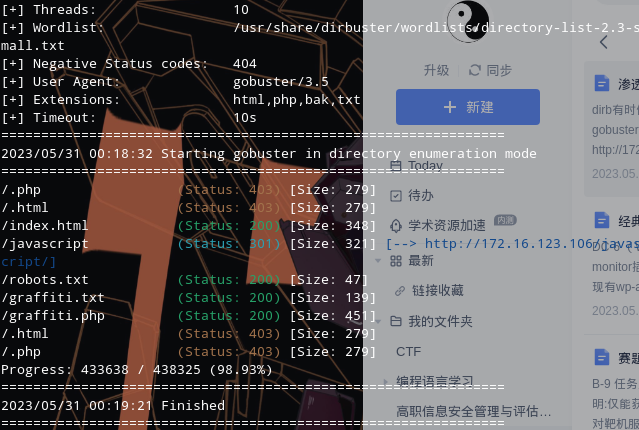 [+] Threads: 10
[+] Wordlist: /usr/share/dirbuster/wordlists/directory-list-2.3-s
mall.txt
[+] Negative Status codes: 404
[+] User Agent: gobuster/3.5
[+] Extensions: html,php,bak,txt
[+] Timeout: 10s
===============================================================
2023/05/31 00:18:32 Starting gobuster in directory enumeration mode
===============================================================
/.php (Status: 403) [Size: 279]
/.html (Status: 403) [Size: 279]
/index.html (Status: 200) [Size: 348]
/javascript (Status: 301) [Size: 321] [--> http://172.16.123.106/javas
cript/]
/robots.txt (Status: 200) [Size: 47]
/graffiti.txt (Status: 200) [Size: 139]
/graffiti.php (Status: 200) [Size: 451]
/.html (Status: 403) [Size: 279]
/.php (Status: 403) [Size: 279]
Progress: 433638 / 438325 (98.93%)
===============================================================
2023/05/31 00:19:21 Finished
===============================================================
升级 同步
新建
Today
待办
学术资源加速 内测
最新
链接收藏
我的文件夹
CTF
编程语言学习
高职信息安全管理与评估…
渗透
dirb有时
gobuster
http://172
2023.05.
经典
monitor插
现有wp-a
2023.05.
赛题
B-9 任务
明:仅能获
对靶机服